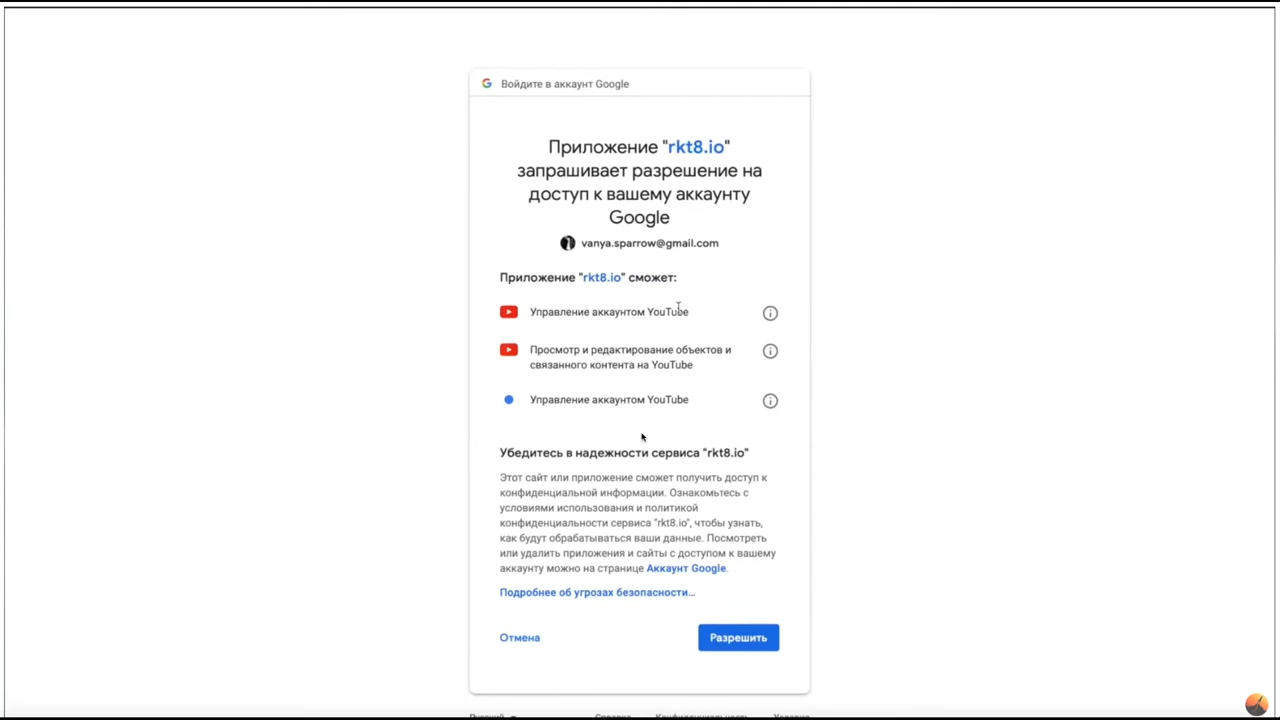 Войдите в аккаунт Google
Приложение "rkt8.io"
запрашивает разрешение на
доступ к вашему аккаунту
Google
vanya.sparrow@gmail.com
Приложение "rkt8.io" сможет:
Управление аккаунтом YouTube
Просмотр и редактирование объектов и
связанного контента на YouTube
Управление аккаунтом YouTube
Убедитесь в надежности сервиса "rkt8.io"
Этот сайт или приложение сможет получить доступ к
конфиденциальной информации. Ознакомьтесь с
условиями использования и политикой
конфиденциальности сервиса "rkt8.io", чтобы узнать,
как будут обрабатываться ваши данные. Посмотреть
или удалить приложения и сайты с доступом к вашему
аккаунту можно на странице Аккаунт Google.
Подробнее об угрозах безопасности...
Отмена
Разрешить